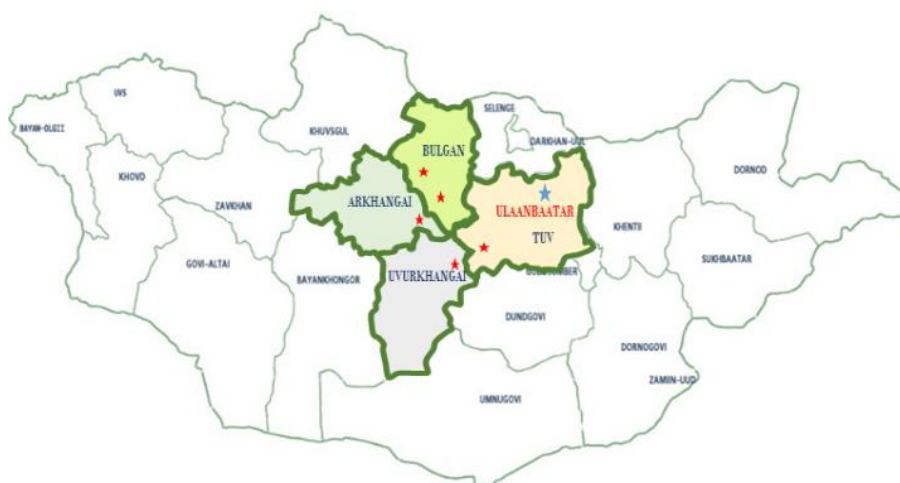 UVS
BAYAN-OLGII
KHOVD
ZAVKHAN
GOVI-ALTAI
KHUVSGUL
BAYANKHONGOR
ARKHANGAI
BULGAN
UVURKHANGAI
SELENGE
DARKHAN-UUL
ULAANBAATAR
TUV
KHENTII
DORNOD
SUKHBAATAR
DUNDGOVI
DORNOGOVI
ZAMIIN-UUD
UMNUGOVI